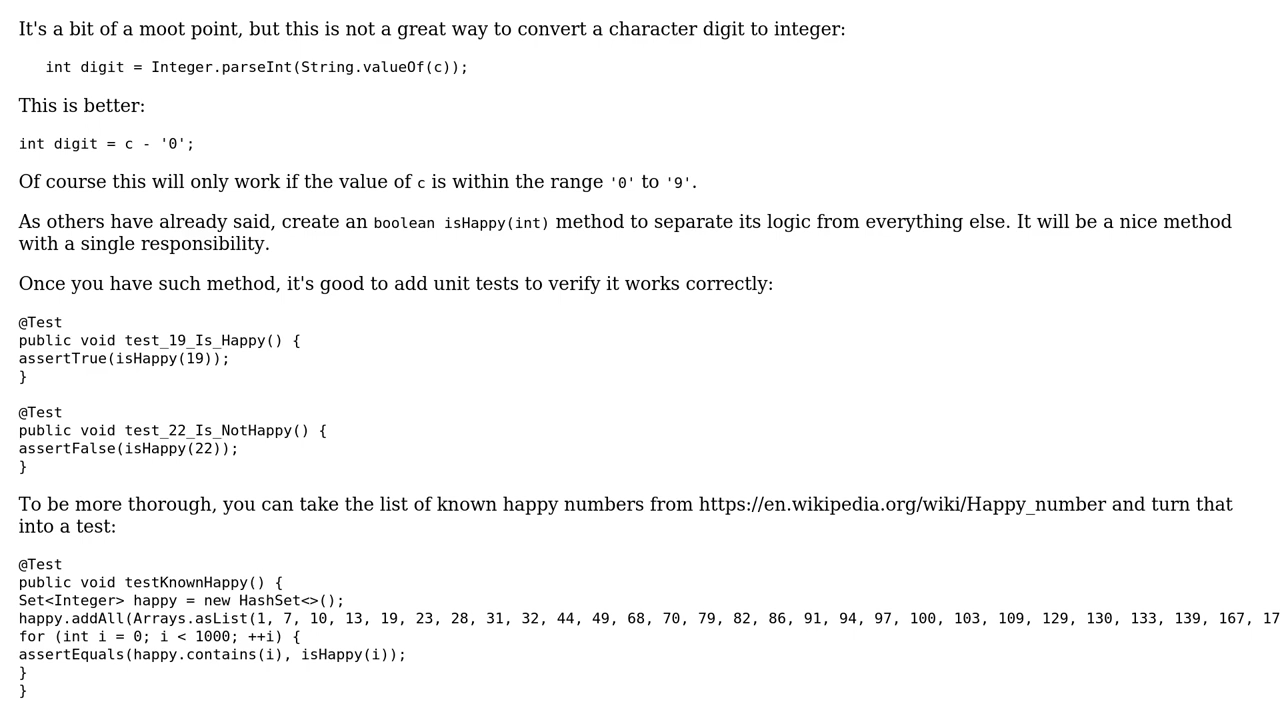 It's a bit of a moot point, but this is not a great way to convert a character digit to integer:
int digit = Integer.parseInt(String.valueOf(c));
This is better:
int digit = c - '0';
Of course this will only work if the value of c is within the range '0' to '9'.
As others have already said, create an boolean isHappy(int) method to separate its logic from everything else. It will be a nice method
with a single responsibility.
Once you have such method, it's good to add unit tests to verify it works correctly:
@Test
public void test_19_Is_Happy() {
assertTrue(isHappy(19));
}
@Test
public void test_22_Is_NotHappy() {
assertFalse(isHappy(22));
}
To be more thorough, you can take the list of known happy numbers from https://en.wikipedia.org/wiki/Happy_number and turn that
into a test:
@Test
public void testKnownHappy() {
Set<Integer> happy = new HashSet<>();
happy.addAll(Arrays.asList(1, 7, 10, 13, 19, 23, 28, 31, 32, 44, 49, 68, 70, 79, 82, 86, 91, 94, 97, 100, 103, 109, 129, 130, 133, 139, 167, 17
for (int i = 0; i < 1000; ++i) {
assertEquals(happy.contains(i), isHappy(i));
}
}